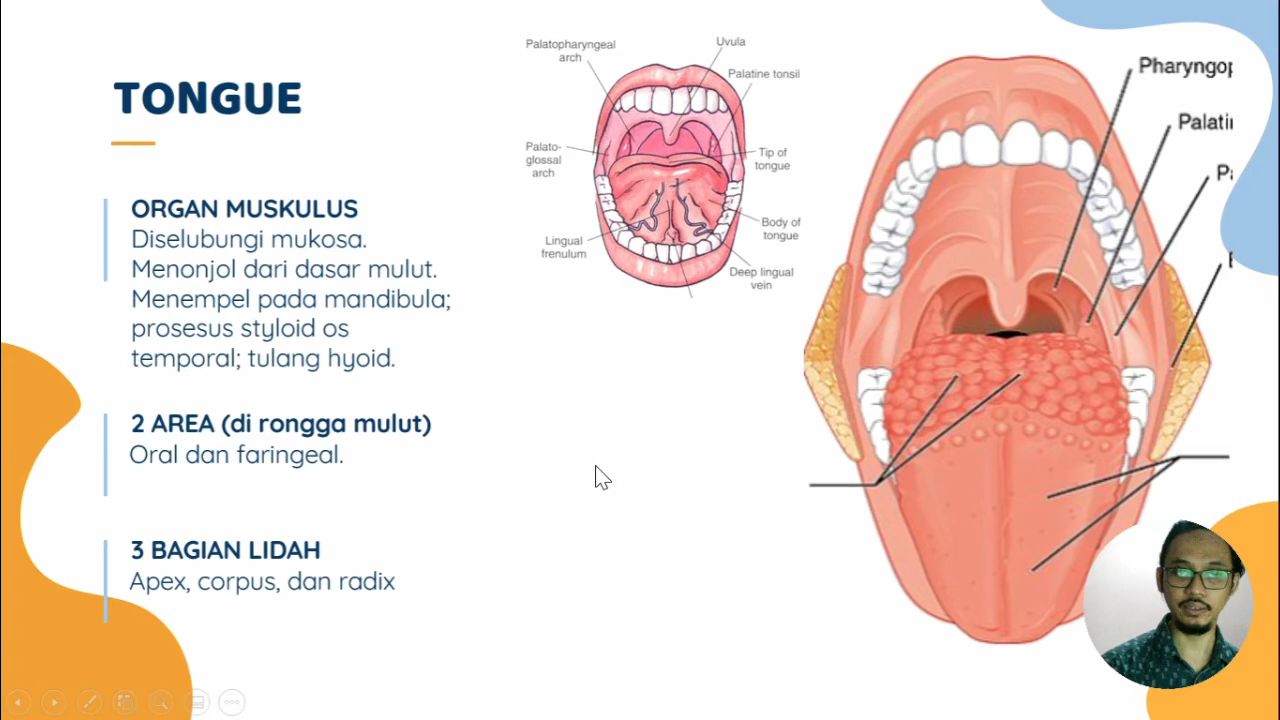 TONGUE
ORGAN MUSKULUS
Diselubungi mukosa.
Menonjol dari dasar mulut.
Menempel pada mandibula;
prosesus styloid os
temporal; tulang hyoid.
2 AREA (di rongga mulut)
Oral dan faringeal.
3 BAGIAN LIDAH
Apex, corpus, dan radix
Palatopharyngeal
arch
Uvula
Palatine tonsil
Palato-
glossal
arch
Tip of
tongue
Lingual
frenulum
Body of
tongue
Deep lingual
vein